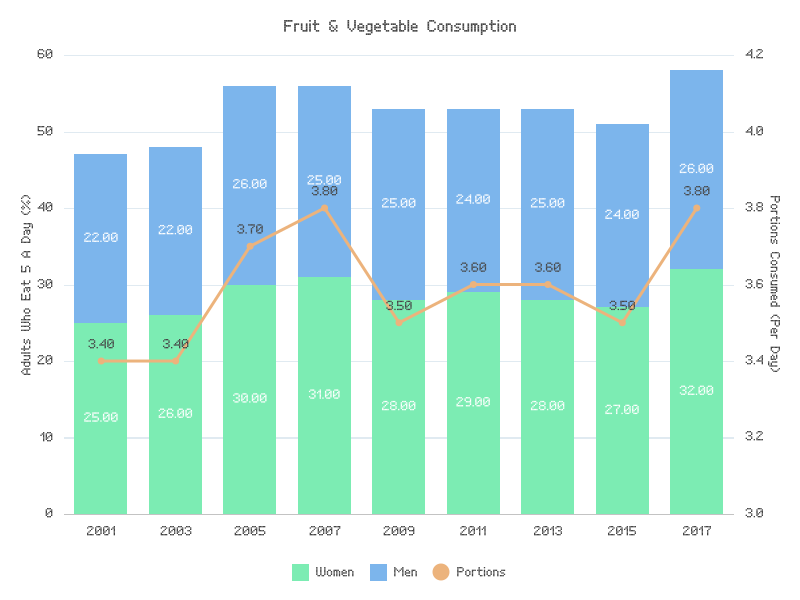 Fruit & Vegetable Consumption
60 4.2
50 4.0
40 3.8
30 3.6
20 3.4
10 3.2
0 3.0
Adults Who Eat 5 A Day (%)
Portions Consumed (Per Day)
22.00 22.00 26.00 25.00 25.00 24.00 25.00 24.00 26.00
3.40 3.40 3.70 3.80 3.50 3.60 3.60 3.50 3.80
25.00 26.00 30.00 31.00 28.00 29.00 28.00 27.00 32.00
2001 2003 2005 2007 2009 2011 2013 2015 2017
Women Men Portions